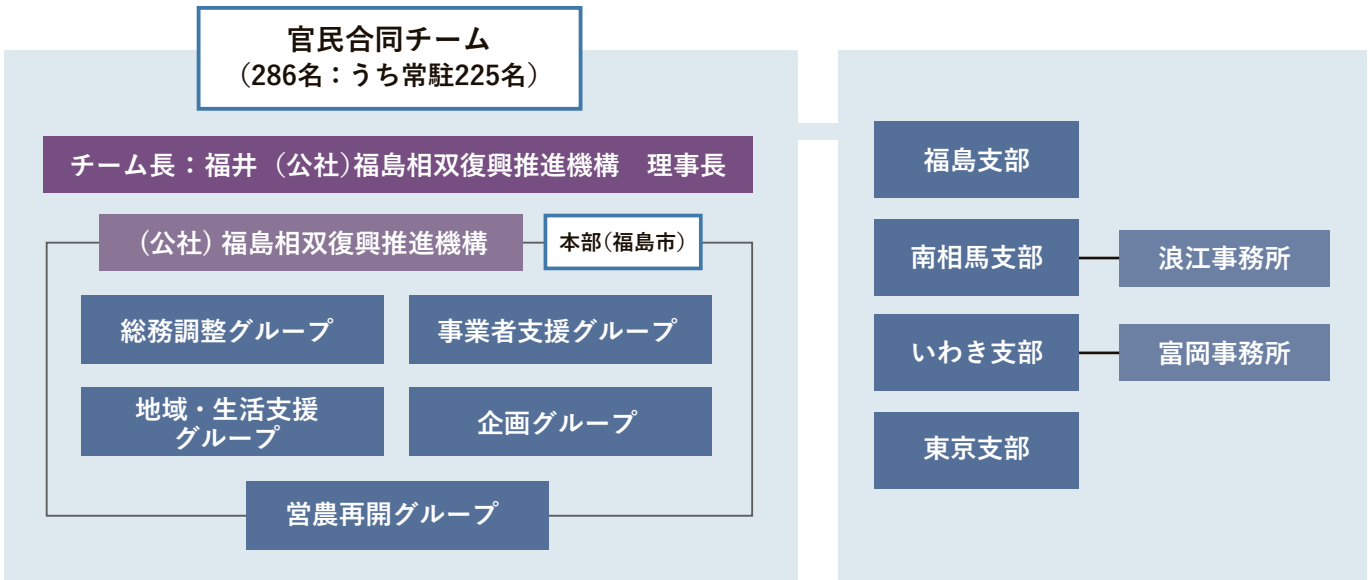 官民合同チーム
（286名：うち常駐225名）
チーム長：福井（公社）福島相双復興推進機構　理事長
（公社）福島相双復興推進機構
本部（福島市）
総務調整グループ
事業者支援グループ
地域・生活支援
グループ
企画グループ
営農再開グループ
福島支部
南相馬支部
浪江事務所
いわき支部
富岡事務所
東京支部